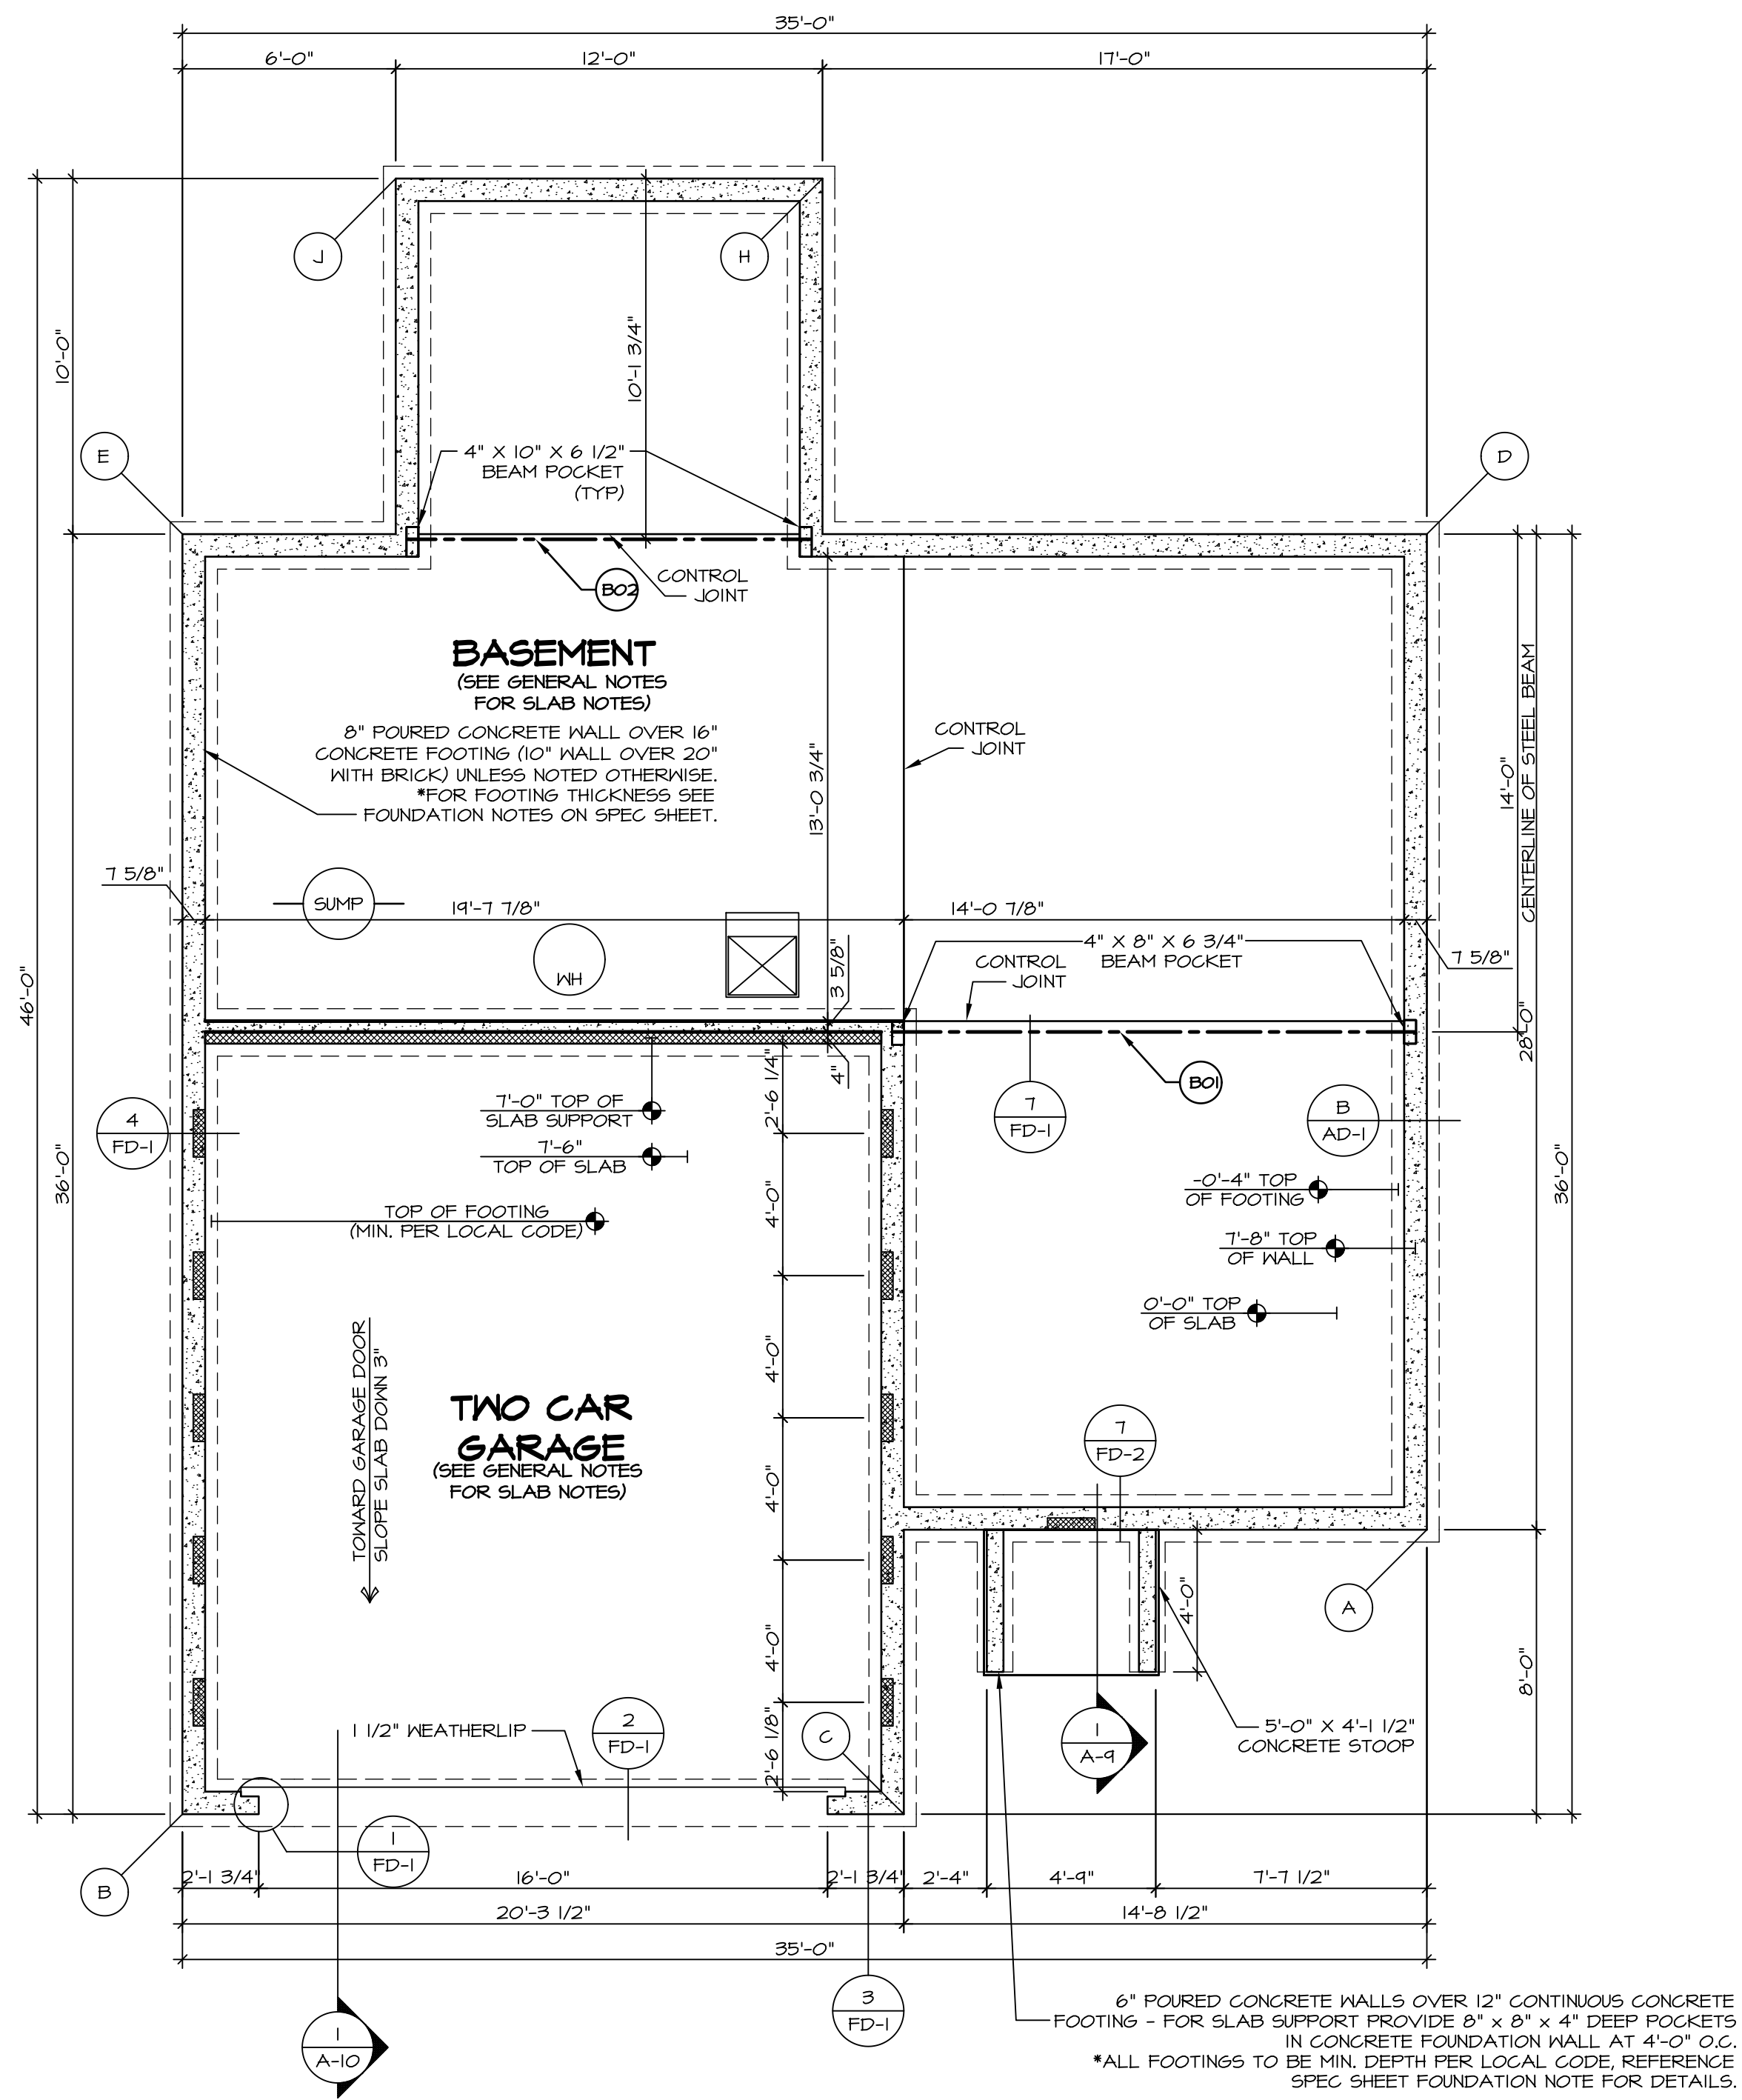 35'-0"
6'-0"
12'-0"
17'-0"
J
H
10'-0"
10'-1 3/4"
E
D
4" X 10" X 6 1/2"
BEAM POCKET
(TYP)
B02
CONTROL
JOINT
BASEMENT
(SEE GENERAL NOTES
FOR SLAB NOTES)
8" POURED CONCRETE WALL OVER 16"
CONCRETE FOOTING (10" WALL OVER 20"
WITH BRICK) UNLESS NOTED OTHERWISE.
*FOR FOOTING THICKNESS SEE
FOUNDATION NOTES ON SPEC SHEET.
CONTROL
JOINT
13'-0 3/4"
14'-0"
CENTERLINE OF STEEL BEAM
7 5/8"
SUMP
19'-7 7/8"
14'-0 7/8"
WH
3 5/8"
4" X 8" X 6 3/4"
BEAM POCKET
CONTROL
JOINT
7 5/8"
46'-0"
28'-0"
4"
2'-6 1/4"
B01
7'-0" TOP OF
SLAB SUPPORT
7'-6"
TOP OF SLAB
4
FD-1
7
FD-1
B
AD-1
36'-0"
36'-0"
TOP OF FOOTING
(MIN. PER LOCAL CODE)
4'-0"
-0'-4" TOP
OF FOOTING
7'-8" TOP
OF WALL
0'-0" TOP
OF SLAB
4'-0"
TOWARD GARAGE DOOR
SLOPE SLAB DOWN 3"
TWO CAR
GARAGE
(SEE GENERAL NOTES
FOR SLAB NOTES)
4'-0"
7
FD-2
4'-0"
4'-0"
A
8'-0"
1 1/2" WEATHERLIP
2
FD-1
2'-6 1/8"
C
1
A-9
5'-0" X 4'-1 1/2"
CONCRETE STOOP
1
FD-1
B
2'-1 3/4"
16'-0"
2'-1 3/4"
2'-4"
4'-9"
7'-7 1/2"
20'-3 1/2"
14'-8 1/2"
35'-0"
3
FD-1
1
A-10
6" POURED CONCRETE WALLS OVER 12" CONTINUOUS CONCRETE
FOOTING - FOR SLAB SUPPORT PROVIDE 8" x 8" x 4" DEEP POCKETS
IN CONCRETE FOUNDATION WALL AT 4'-0" O.C.
*ALL FOOTINGS TO BE MIN. DEPTH PER LOCAL CODE, REFERENCE
SPEC SHEET FOUNDATION NOTE FOR DETAILS.